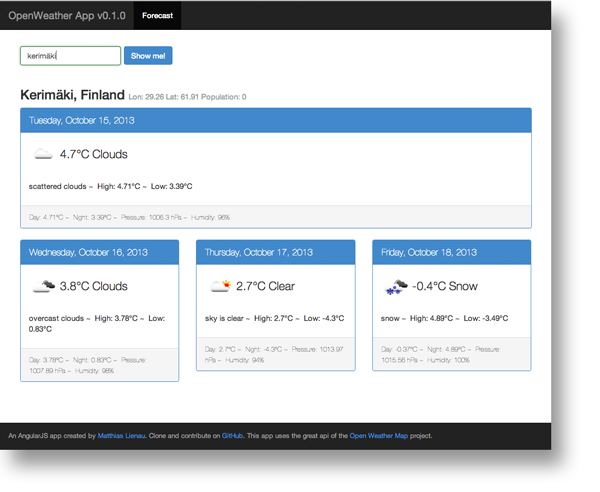 OpenWeather App v0.1.0 Forecast
kerimäki Show me!
Kerimäki, Finland Lon: 29.26 Lat: 61.91 Population: 0
Tuesday, October 15, 2013
4.7°C Clouds
scattered clouds ~ High: 4.71°C ~ Low: 3.39°C
Day: 4.71°C ~ Night: 3.39°C ~ Pressure: 1006.3 hPa ~ Humidity: 96%
Wednesday, October 16, 2013
3.8°C Clouds
overcast clouds ~ High: 3.78°C ~ Low:
0.83°C
Day: 3.78°C ~ Night: 0.83°C ~ Pressure:
1007.89 hPa ~ Humidity: 98%
Thursday, October 17, 2013
2.7°C Clear
sky is clear ~ High: 2.7°C ~ Low: -4.3°C
Day: 2.7°C ~ Night: -4.3°C ~ Pressure: 1013.97
hPa ~ Humidity: 94%
Friday, October 18, 2013
-0.4°C Snow
snow ~ High: 4.89°C ~ Low: -3.49°C
Day: -0.37°C ~ Night: 4.89°C ~ Pressure:
1015.56 hPa ~ Humidity: 100%
An AngularJS app created by Matthias Lienau. Clone and contribute on GitHub. This app uses the great api of the Open Weather Map project.